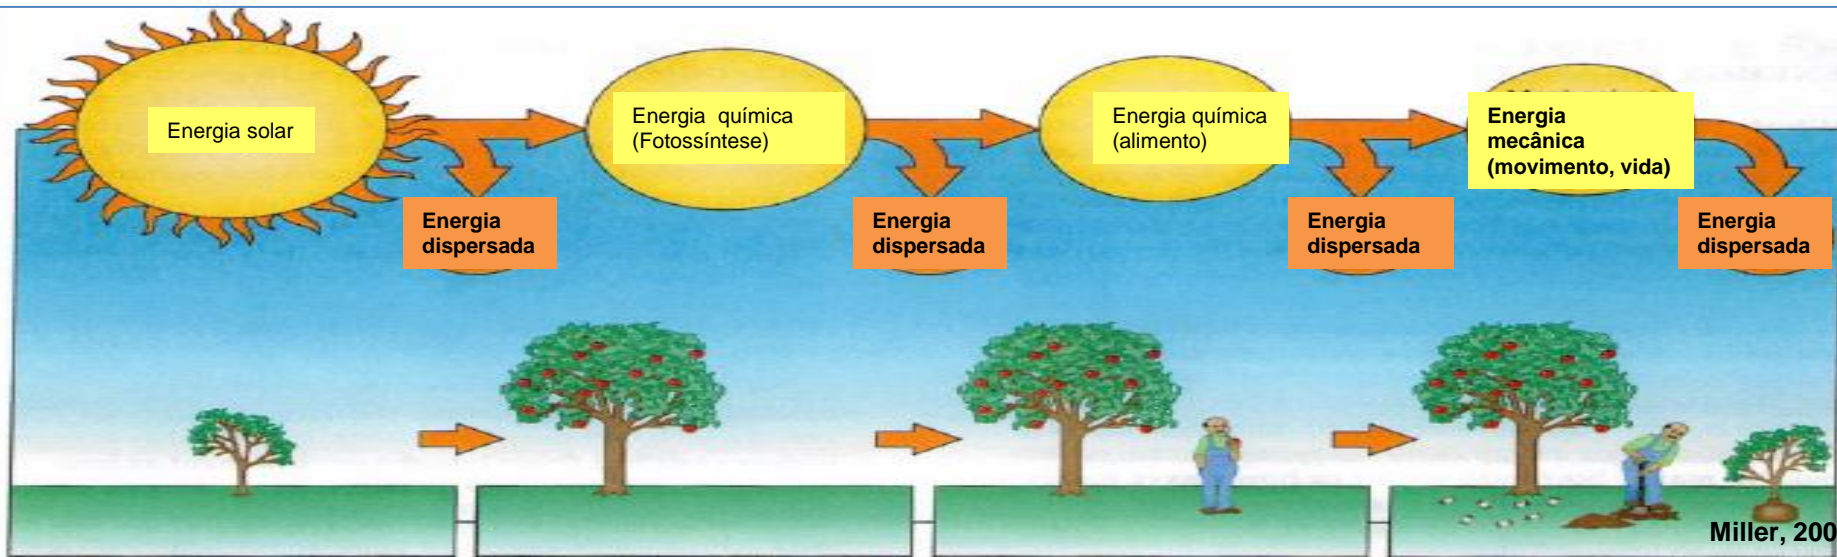 Energia solar
Energia química
(Fotossíntese)
Energia química
(alimento)
Energia
mecânica
(movimento, vida)
Energia
dispersada
Energia
dispersada
Energia
dispersada
Energia
dispersada
Miller, 200